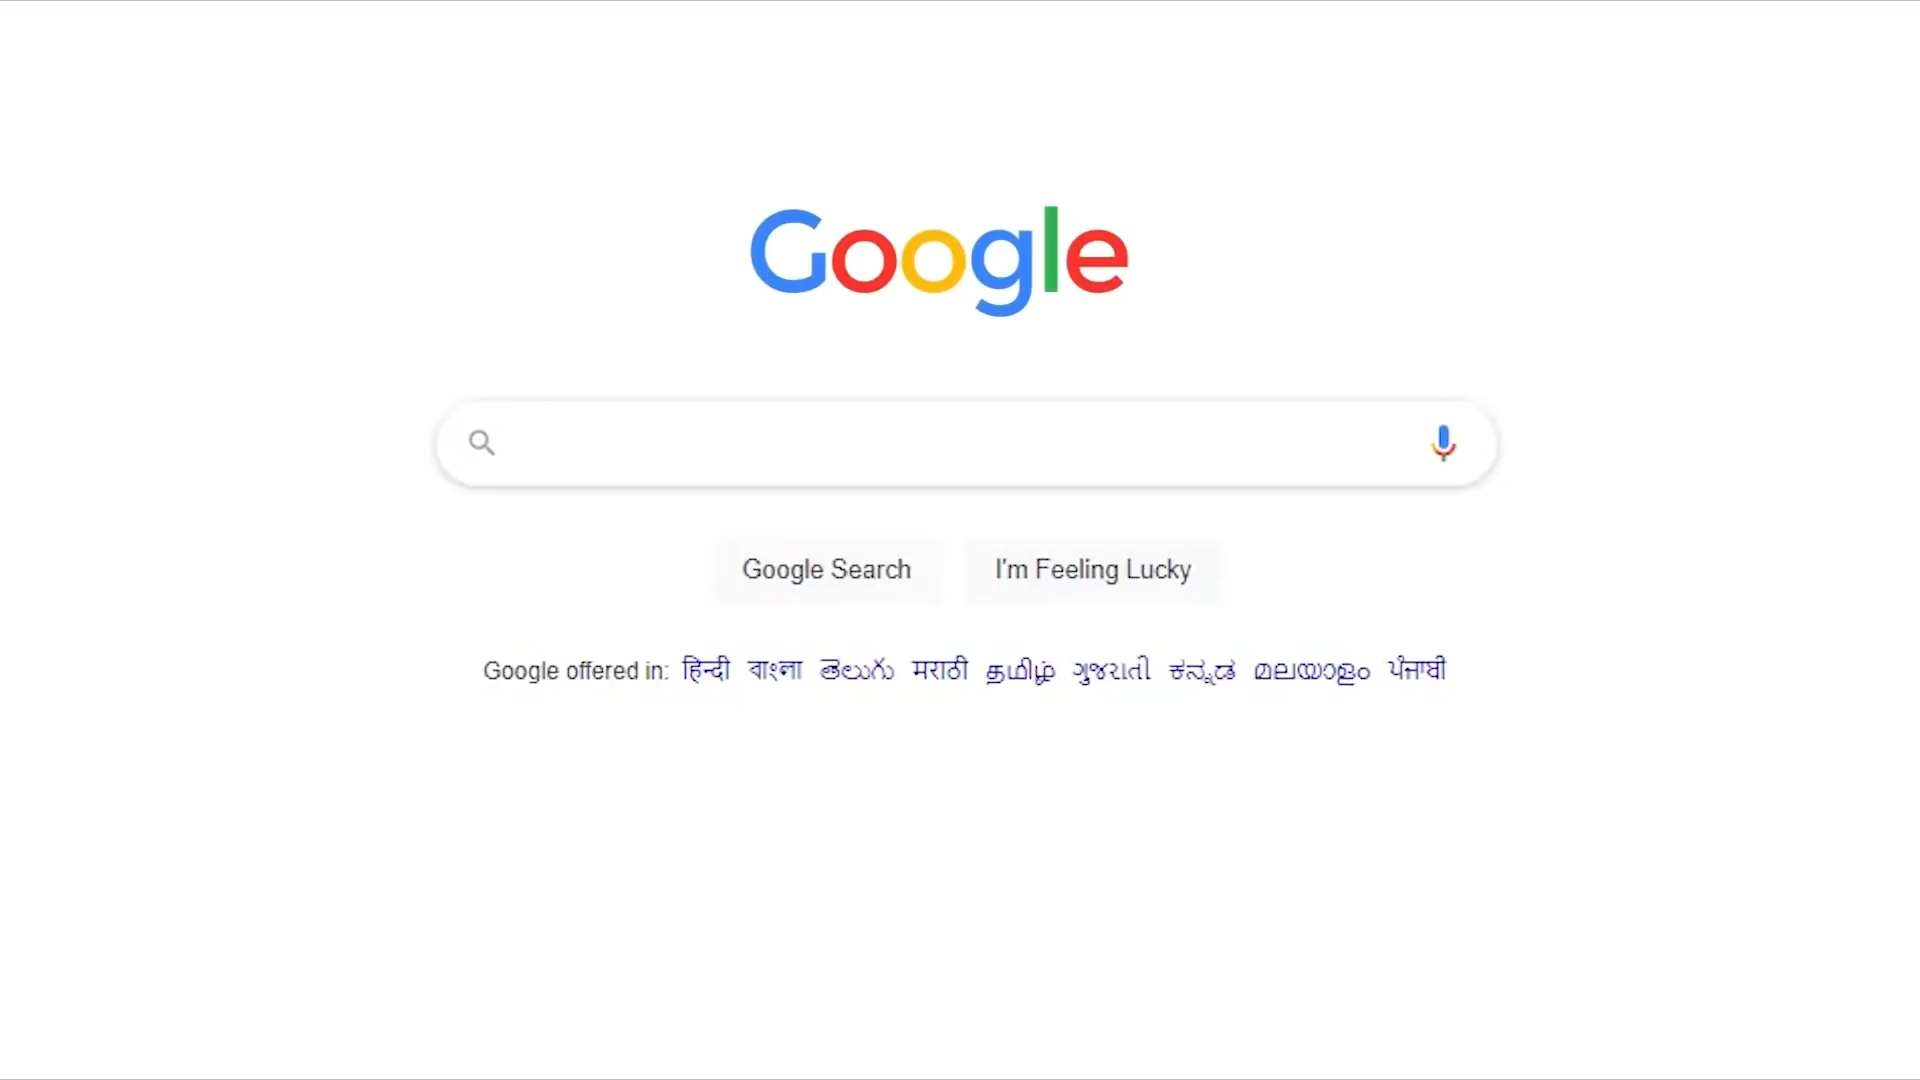 Google
Google Search I'm Feeling Lucky
Google offered in: हिन्दी বাংলা తెలుగు मराठी தமிழ் ગુજરાતી ಕನ್ನಡ മലയാളം ਪੰਜਾਬੀ